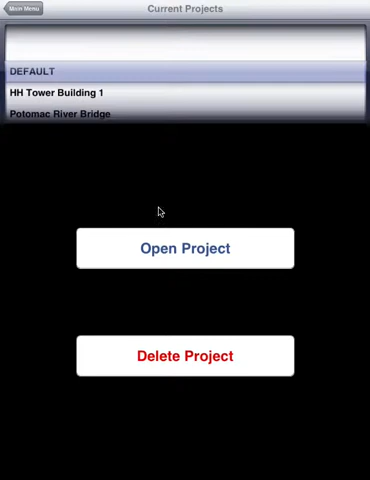 Main Menu
Current Projects
DEFAULT
HH Tower Building 1
Potomac River Bridge
Open Project
Delete Project